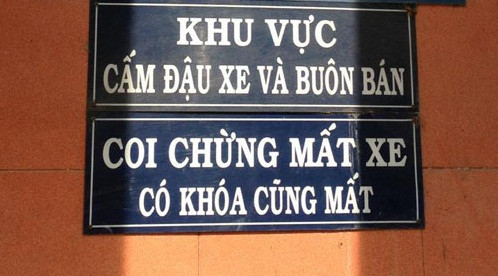 KHU VỰC
CẤM ĐẬU XE VÀ BUÔN BÁN
COI CHỪNG MẤT XE
CÓ KHÓA CŨNG MẤT